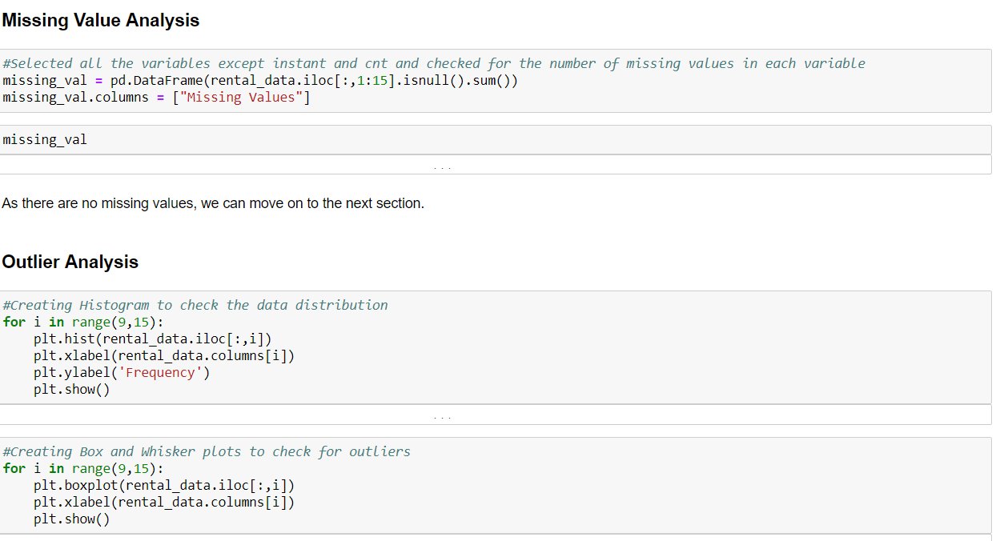 Missing Value Analysis
#Selected all the variables except instant and cnt and checked for the number of missing values in each variable
missing_val = pd.DataFrame(rental_data.iloc[:,1:15].isnull().sum())
missing_val.columns = ["Missing Values"]
missing_val
...
As there are no missing values, we can move on to the next section.
Outlier Analysis
#Creating Histogram to check the data distribution
for i in range(9,15):
    plt.hist(rental_data.iloc[:,i])
    plt.xlabel(rental_data.columns[i])
    plt.ylabel('Frequency')
    plt.show()
...
#Creating Box and Whisker plots to check for outliers
for i in range(9,15):
    plt.boxplot(rental_data.iloc[:,i])
    plt.xlabel(rental_data.columns[i])
    plt.show()